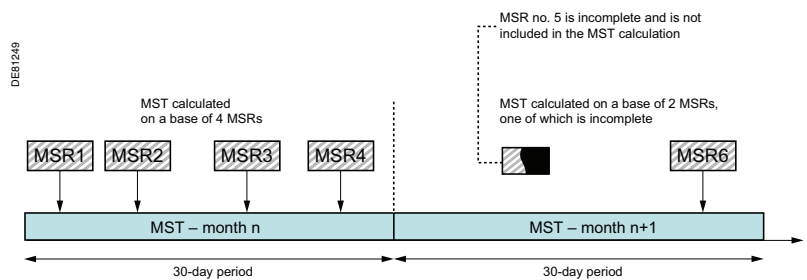 MSR no. 5 is incomplete and is not
included in the MST calculation
DE81249
MST calculated
on a base of 4 MSRs
MST calculated on a base of 2 MSRs,
one of which is incomplete
MSR1
MSR2
MSR3
MSR4
MSR6
MST – month n
MST – month n+1
30-day period
30-day period